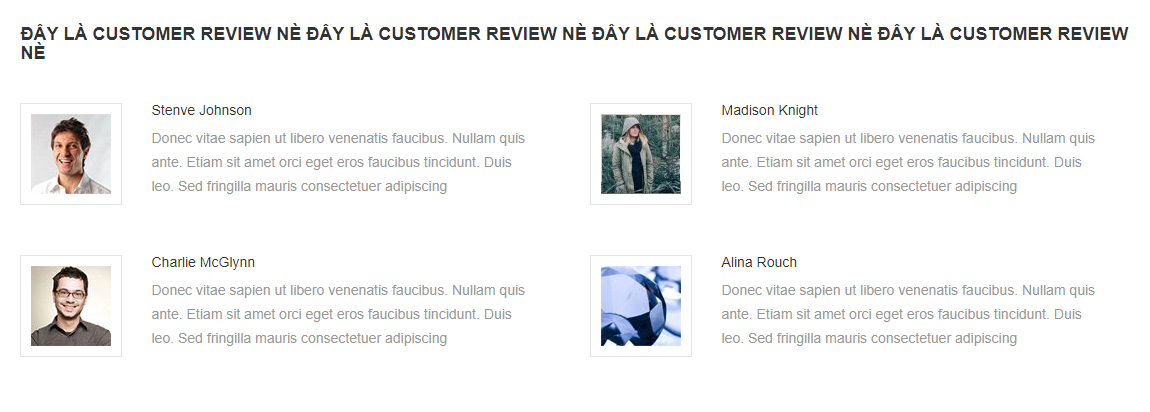 ĐÂY LÀ CUSTOMER REVIEW NÈ ĐÂY LÀ CUSTOMER REVIEW NÈ ĐÂY LÀ CUSTOMER REVIEW NÈ ĐÂY LÀ CUSTOMER REVIEW
NÈ
Stenve Johnson
Donec vitae sapien ut libero venenatis faucibus. Nullam quis
ante. Etiam sit amet orci eget eros faucibus tincidunt. Duis
leo. Sed fringilla mauris consectetuer adipiscing
Madison Knight
Donec vitae sapien ut libero venenatis faucibus. Nullam quis
ante. Etiam sit amet orci eget eros faucibus tincidunt. Duis
leo. Sed fringilla mauris consectetuer adipiscing
Charlie McGlynn
Donec vitae sapien ut libero venenatis faucibus. Nullam quis
ante. Etiam sit amet orci eget eros faucibus tincidunt. Duis
leo. Sed fringilla mauris consectetuer adipiscing
Alina Rouch
Donec vitae sapien ut libero venenatis faucibus. Nullam quis
ante. Etiam sit amet orci eget eros faucibus tincidunt. Duis
leo. Sed fringilla mauris consectetuer adipiscing